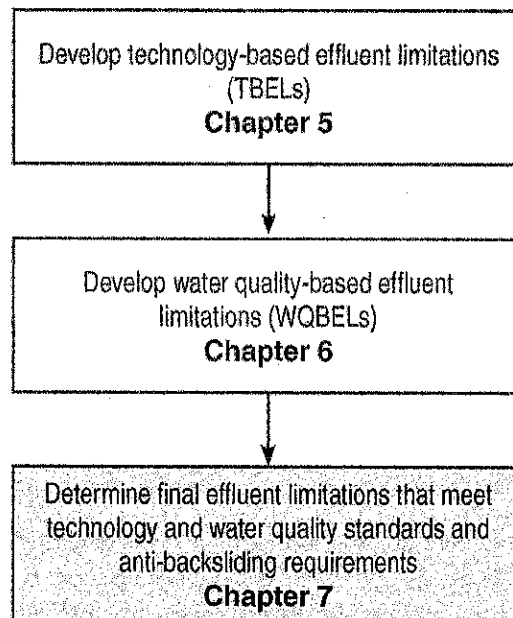 Develop technology-based effluent limitations
(TBELs)
Chapter 5
Develop water quality-based effluent
limitations (WQBELs)
Chapter 6
Determine final effluent limitations that meet
technology and water quality standards and
anti-backsliding requirements
Chapter 7